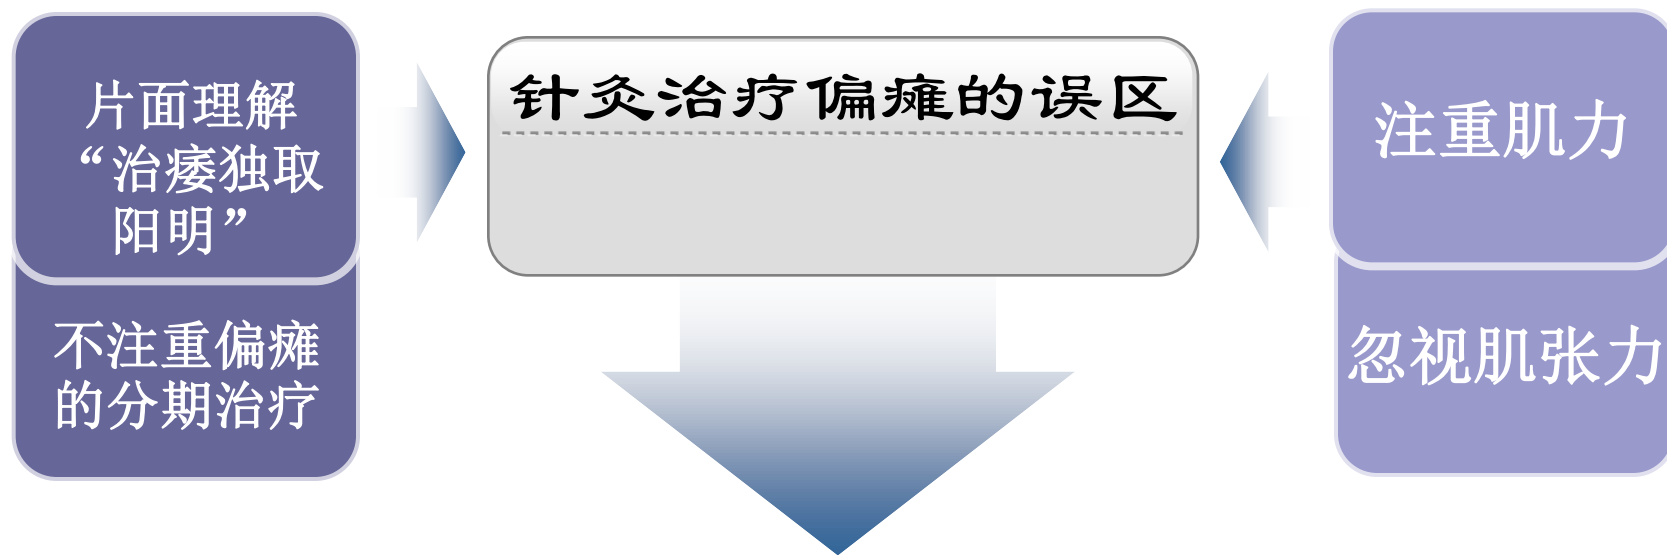 片面理解
“治痿独取
阳明”
不注重偏瘫
的分期治疗
针灸治疗偏瘫的误区
注重肌力
忽视肌张力